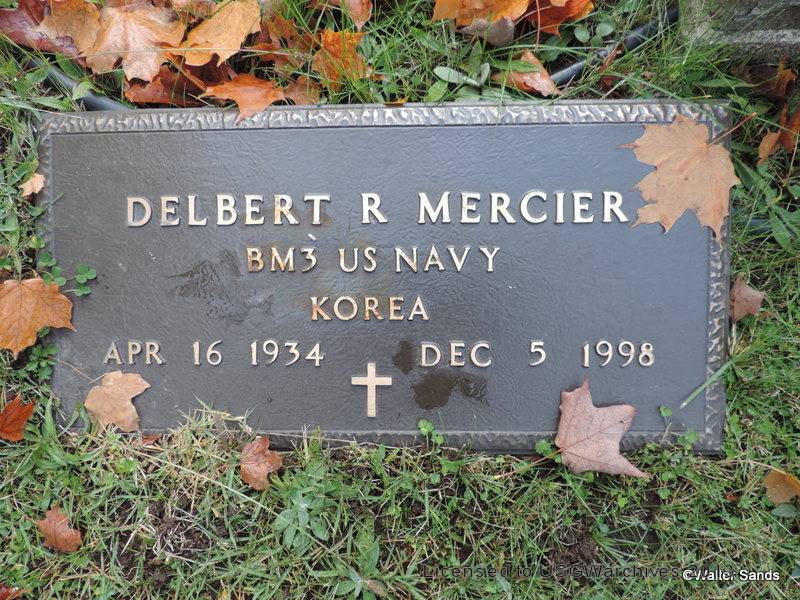 DELBERT R MERCIER
BM3 US NAVY
KOREA
APR 16 1934 DEC 5 1998
Licensed to USGWarchives
©Walter Sands